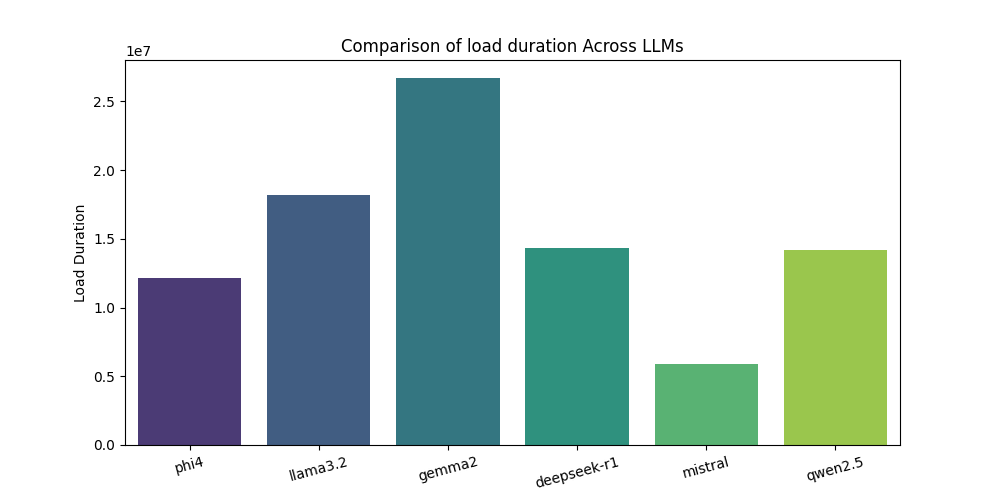 Comparison of load duration Across LLMs
1e7
2.5
2.0
1.5
1.0
0.5
0.0
Load Duration
phi4
llama3.2
gemma2
deepseek-r1
mistral
qwen2.5